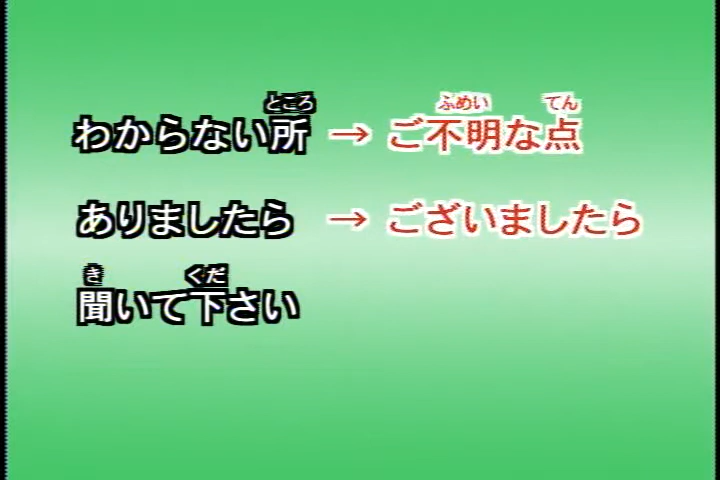 ところ ふめい てん
わからない所 → ご不明な点
ありましたら → ございましたら
き くだ
聞いて下さい